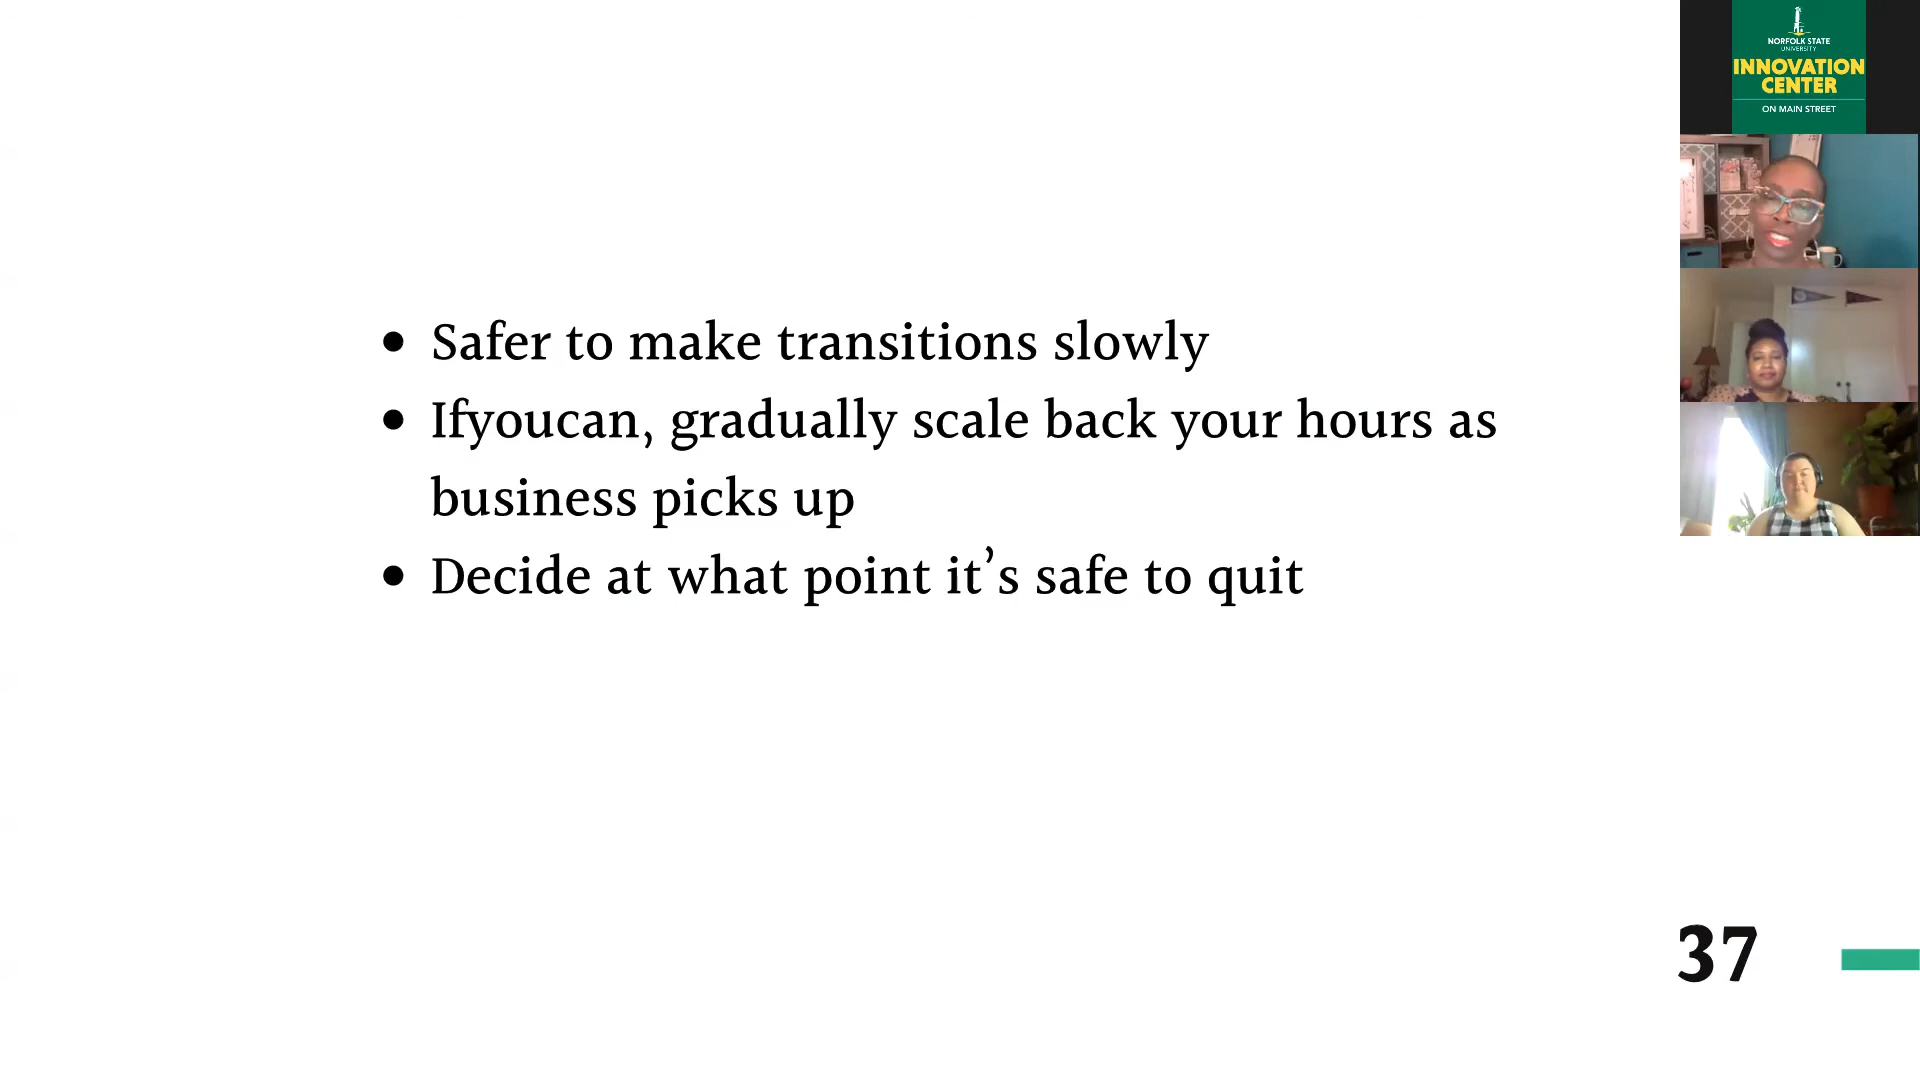 • Safer to make transitions slowly
• Ifyoucan, gradually scale back your hours as
business picks up
• Decide at what point it’s safe to quit
37
NORFOLK STATE
UNIVERSITY
INNOVATION
CENTER
ON MAIN STREET